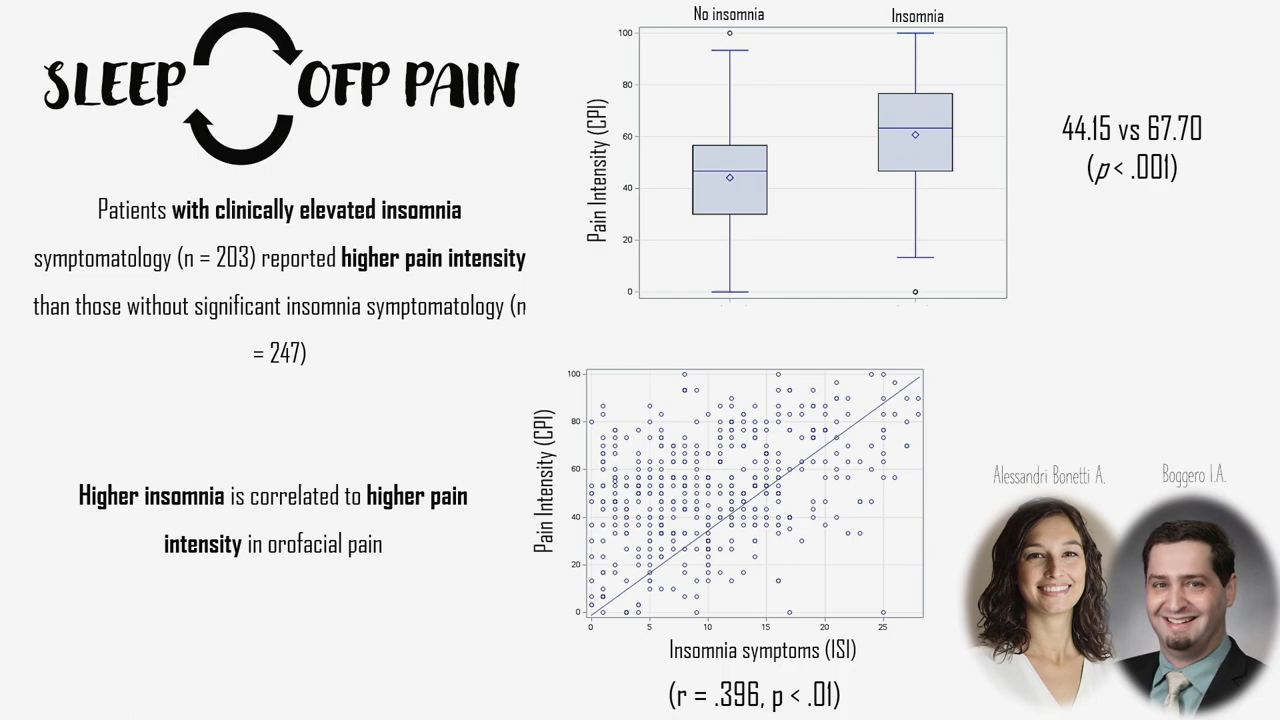 SLEEP OFP PAIN
Patients with clinically elevated insomnia
symptomatology (n = 203) reported higher pain intensity
than those without significant insomnia symptomatology (n
= 247)
No insomnia Insomnia
Pain Intensity (CPI)
100
80
60
40
20
0
44.15 vs 67.70
(p < .001)
Higher insomnia is correlated to higher pain
intensity in orofacial pain
Pain Intensity (CPI)
100
80
60
40
20
0
0 5 10 15 20 25
Insomnia symptoms (ISI)
(r = .396, p < .01)
Alessandri Bonetti A.
Boggero I.A.